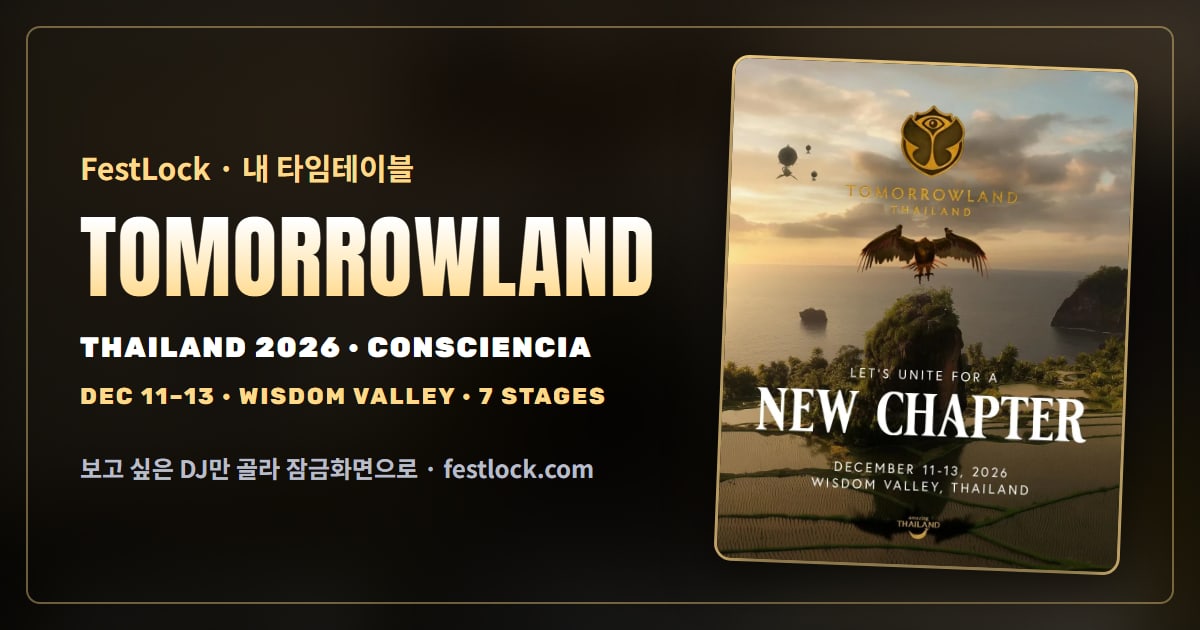 FestLock · 내 타임테이블
TOMORROWLAND
THAILAND 2026 • CONSCIENCIA
DEC 11–13 • WISDOM VALLEY • 7 STAGES
보고 싶은 DJ만 골라 잠금화면으로 · festlock.com
TOMORROWLAND
THAILAND
LET'S UNITE FOR A
NEW CHAPTER
DECEMBER 11-13, 2026
WISDOM VALLEY, THAILAND
amazing
THAILAND